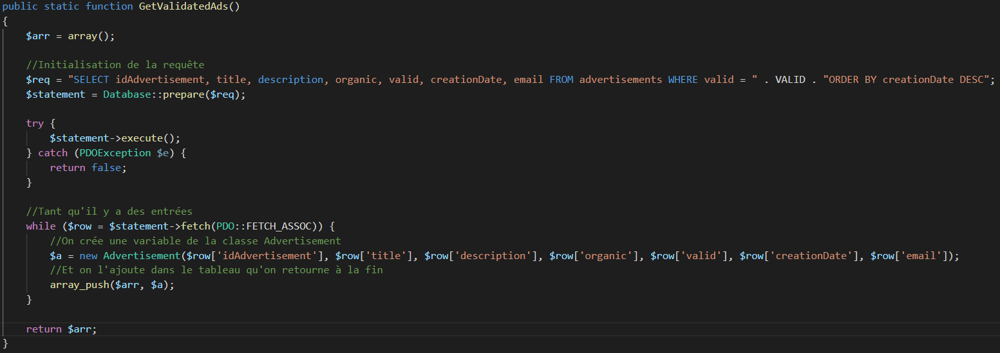 public static function GetValidatedAds()
{
$arr = array();
//Initialisation de la requête
$req = "SELECT idAdvertisement, title, description, organic, valid, creationDate, email FROM advertisements WHERE valid = " . VALID . "ORDER BY creationDate DESC";
$statement = Database::prepare($req);
try {
$statement->execute();
} catch (PDOException $e) {
return false;
}
//Tant qu'il y a des entrées
while ($row = $statement->fetch(PDO::FETCH_ASSOC)) {
//On crée une variable de la classe Advertisement
$a = new Advertisement($row['idAdvertisement'], $row['title'], $row['description'], $row['organic'], $row['valid'], $row['creationDate'], $row['email']);
//Et on l'ajoute dans le tableau qu'on retourne à la fin
array_push($arr, $a);
}
return $arr;
}